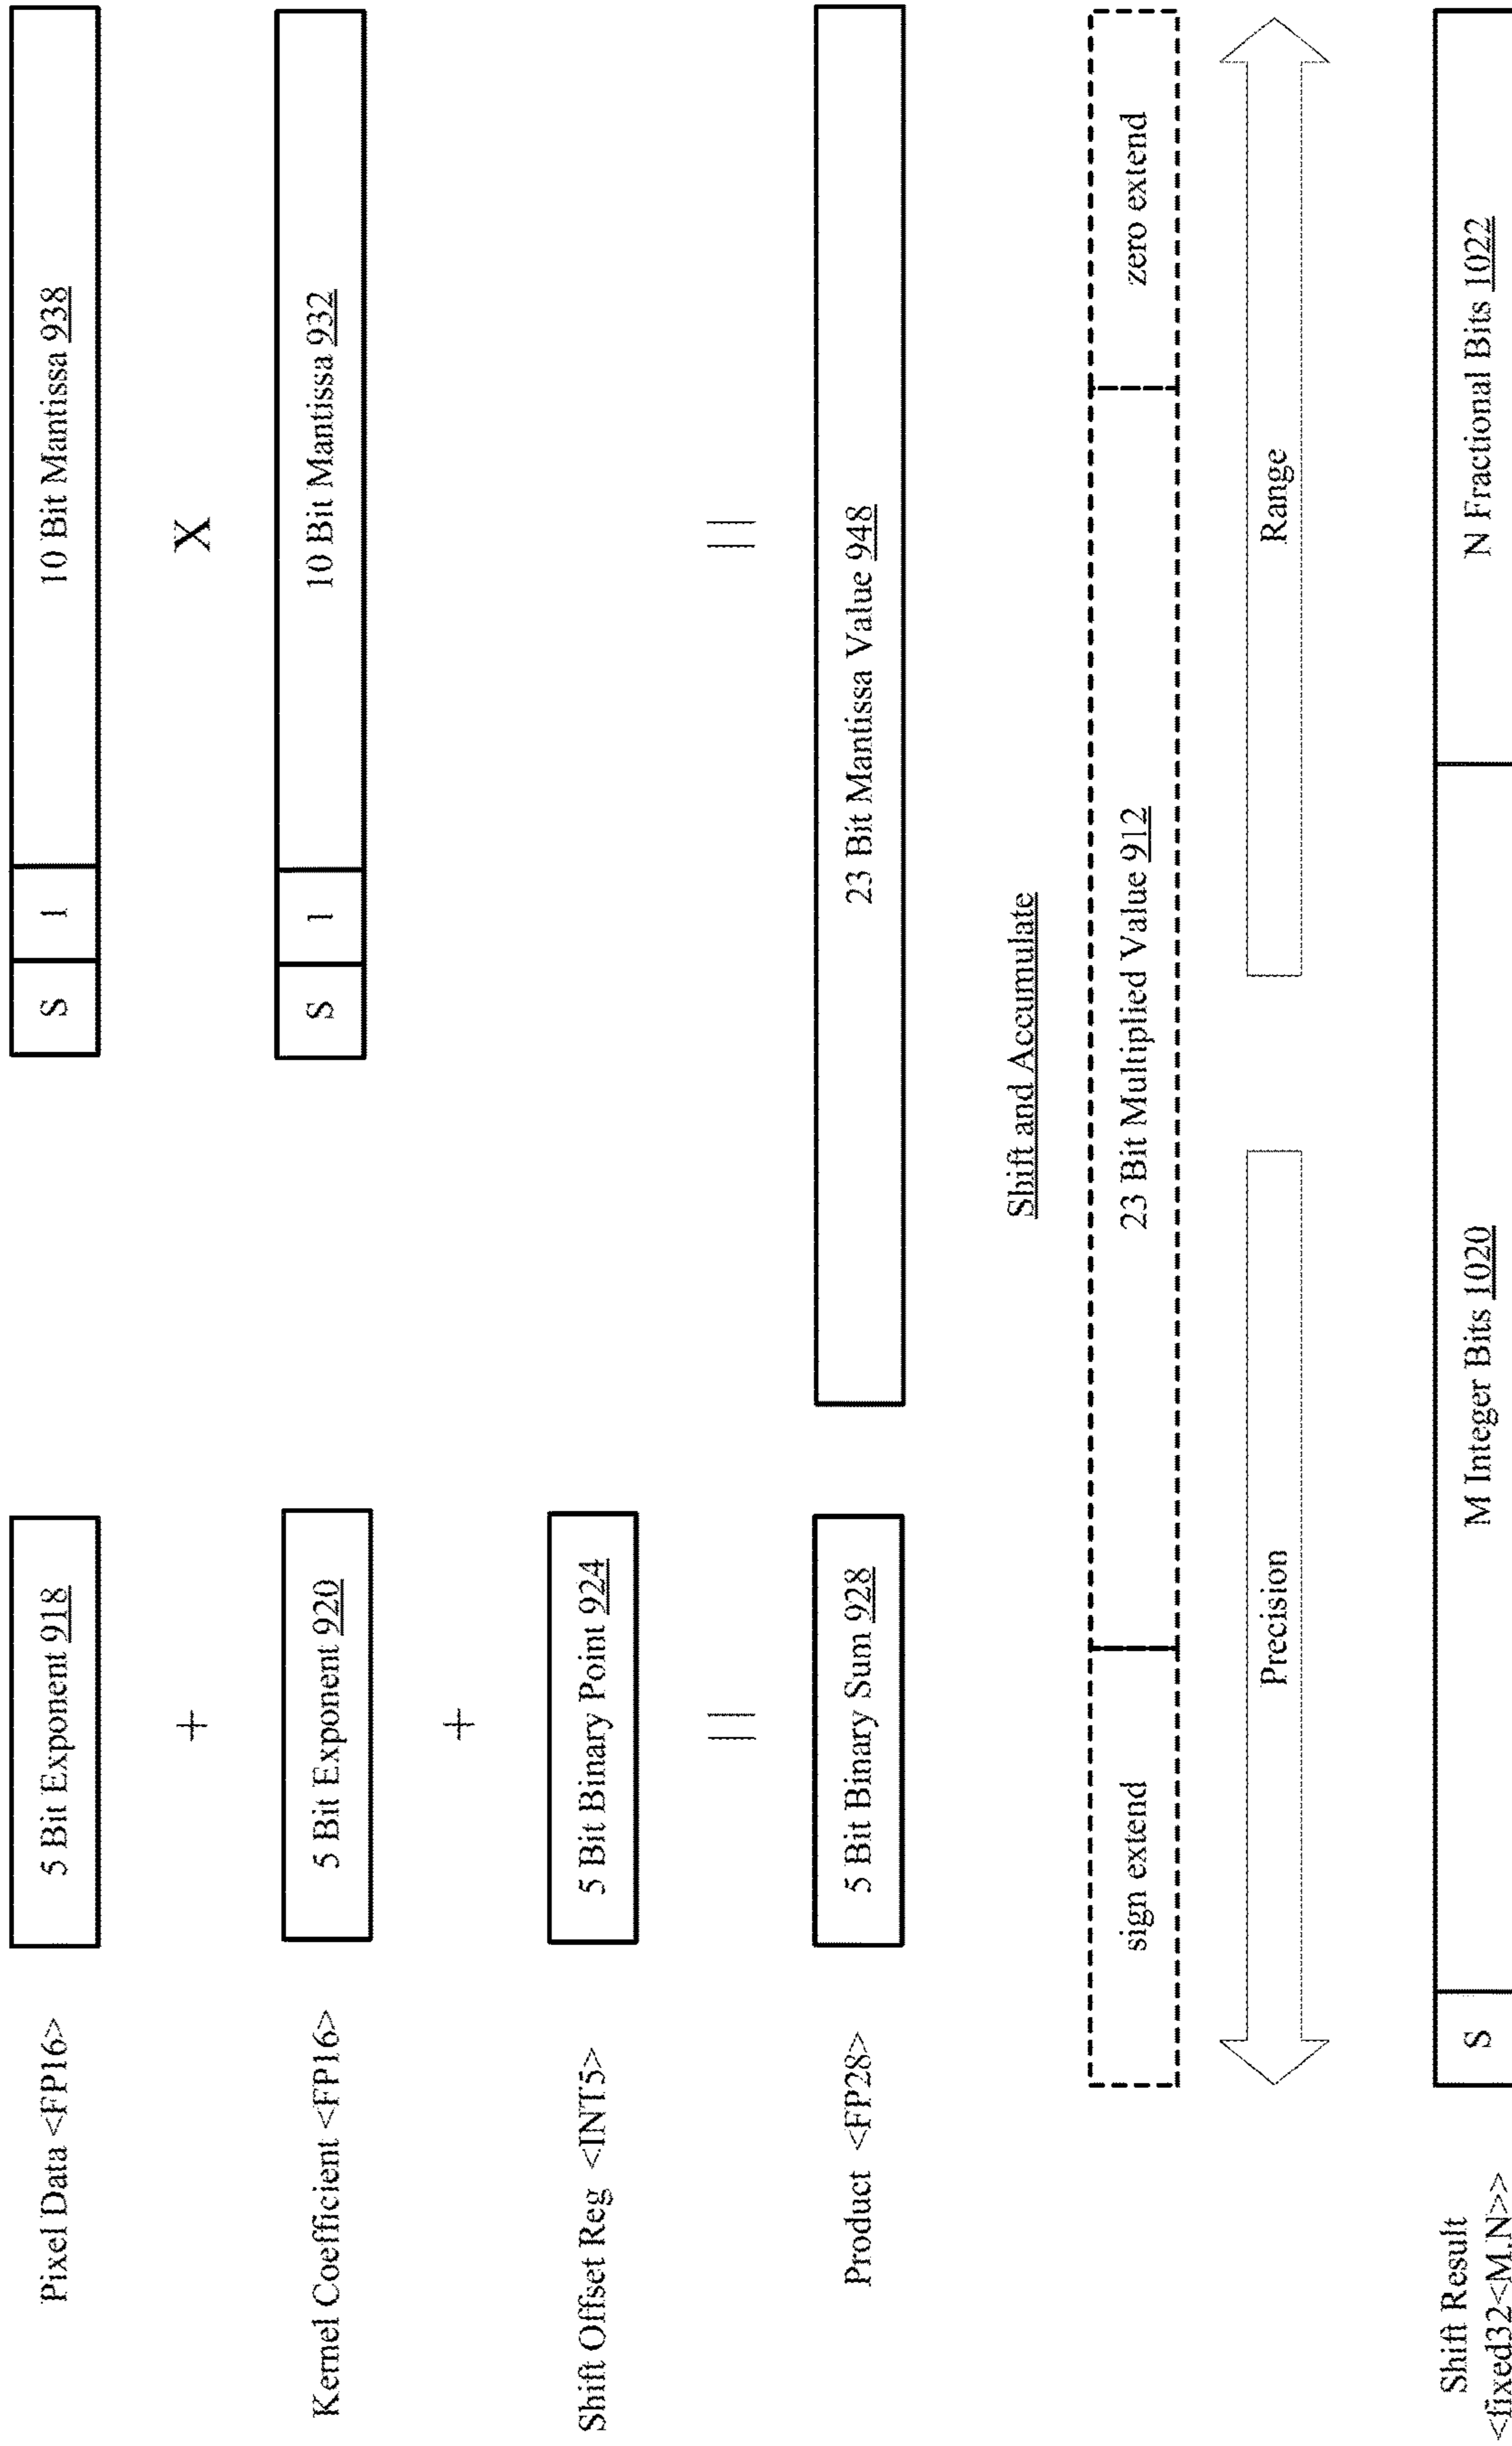 Pixel Data <FP16>
5 Bit Exponent 918
S
1
10 Bit Mantissa 938
+
X
Kernel Coefficient <FP16>
5 Bit Exponent 920
S
1
10 Bit Mantissa 932
+
Shift Offset Reg <INT5>
5 Bit Binary Point 924
=
=
Product <FP28>
5 Bit Binary Sum 928
23 Bit Mantissa Value 948
Shift and Accumulate
sign extend
23 Bit Multiplied Value 912
zero extend
Precision
Range
Shift Result
<fixed32<M.N>>
S
M Integer Bits 1020
N Fractional Bits 1022